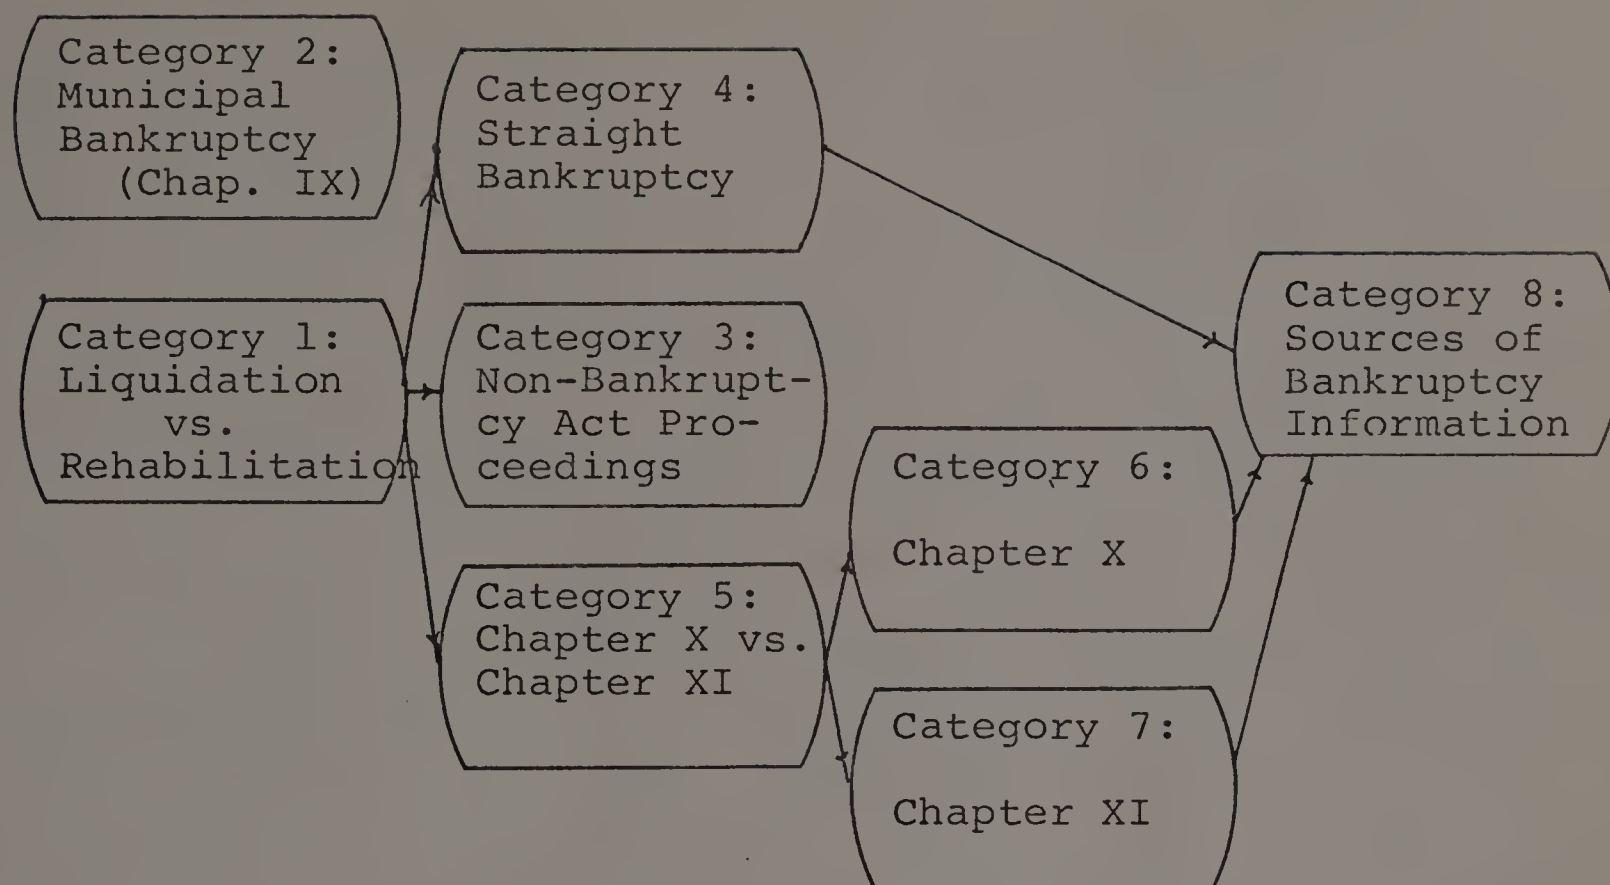 Category 2:
Municipal
Bankruptcy
(Chap. IX)
Category 1:
Liquidation
vs.
Rehabilitation
Category 4:
Straight
Bankruptcy
Category 3:
Non-Bankrupt-
cy Act Pro-
ceedings
Category 5:
Chapter X vs.
Chapter XI
Category 6:
Chapter X
Category 7:
Chapter XI
Category 8:
Sources of
Bankruptcy
Information